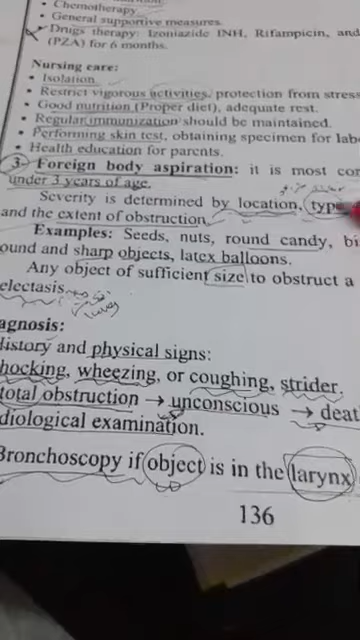 • Chemotherapy
• General supportive measures.
• Drugs therapy: Izoniazide INH, Rifampicin, and
(PZA) for 6 months.
Nursing care:
• Isolation.
• Restrict vigorous activities, protection from stress
• Good nutrition (Proper diet), adequate rest.
• Regular immunization should be maintained.
• Performing skin test, obtaining specimen for lab
• Health education for parents.
3- Foreign body aspiration: it is most com
under 3 years of age.
Severity is determined by location, type
and the extent of obstruction.
Examples: Seeds, nuts, round candy, bi
ound and sharp objects, latex balloons.
Any object of sufficient size to obstruct a
electasis.
agnosis:
History and physical signs:
hocking, wheezing, or coughing, strider.
total obstruction → unconscious → deat
diological examination.
Bronchoscopy if object is in the larynx
136